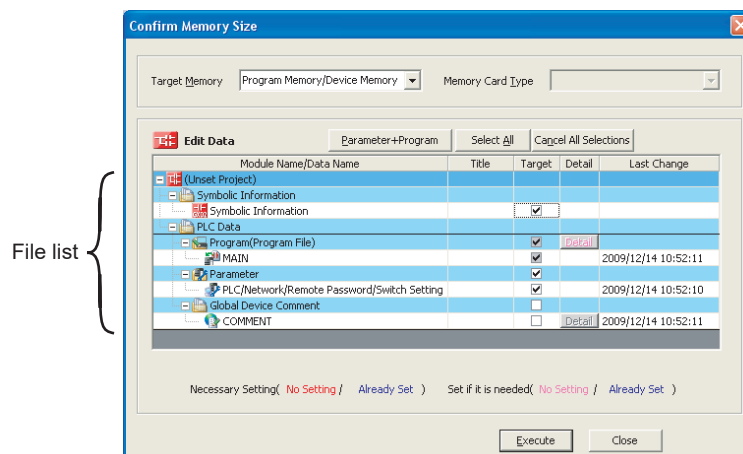 Confirm Memory Size
Target Memory Program Memory/Device Memory Memory Card Type
Edit Data Parameter+Program Select All Cancel All Selections
Module Name/Data Name Title Target Detail Last Change
(Unset Project)
Symbolic Information
Symbolic Information
PLC Data
Program(Program File) Detail
MAIN 2009/12/14 10:52:11
Parameter
PLC/Network/Remote Password/Switch Setting 2009/12/14 10:52:10
Global Device Comment
COMMENT Detail 2009/12/14 10:52:11
File list
Necessary Setting( No Setting / Already Set ) Set if it is needed( No Setting / Already Set )
Execute Close